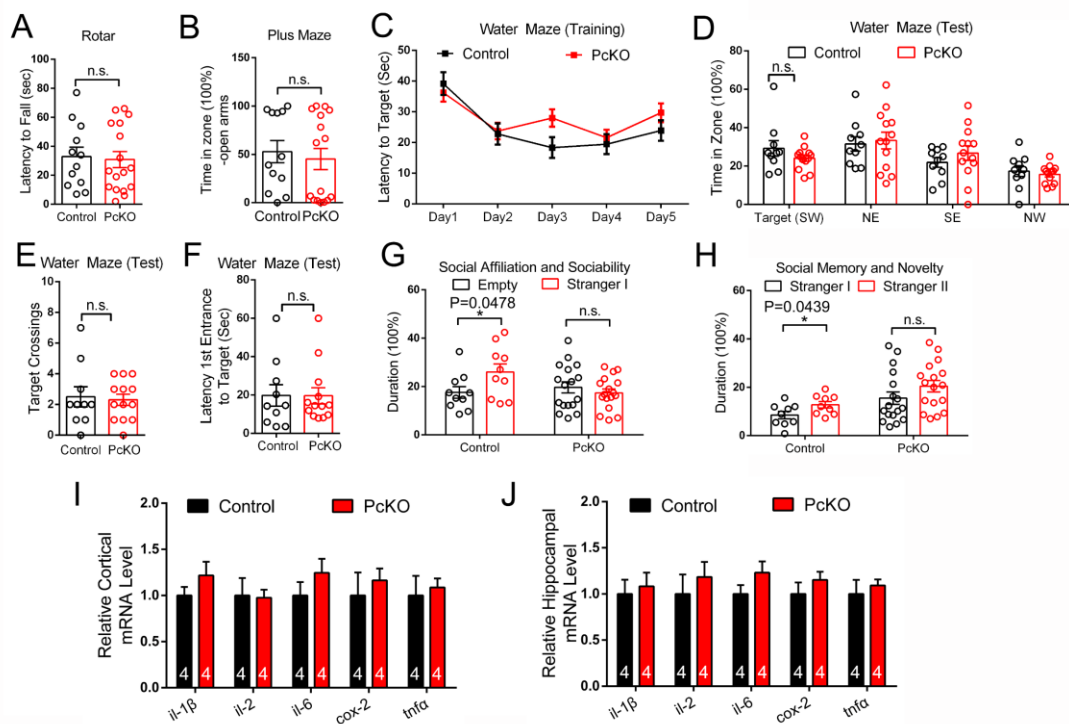 A
Rotar
Latency to Fall (sec)
100
80
60
40
20
0
n.s.
Control
PcKO
B
Plus Maze
Time in zone (100%)
-open arms
150
100
50
0
n.s.
Control
PcKO
C
Water Maze (Training)
Control
PcKO
Latency to Target (Sec)
60
50
40
30
20
10
0
Day1
Day2
Day3
Day4
Day5
D
Water Maze (Test)
Control
PcKO
Time in Zone (100%)
80
60
40
20
0
n.s.
Target (SW)
NE
SE
NW
E
Water Maze (Test)
Target Crossings
8
6
4
2
0
n.s.
Control
PcKO
F
Water Maze (Test)
Latency 1st Entrance
to Target (Sec)
80
60
40
20
0
n.s.
Control
PcKO
G
Social Affiliation and Sociability
Empty
Stranger I
P=0.0478
*
n.s.
Duration (100%)
60
40
20
0
Control
PcKO
H
Social Memory and Novelty
Stranger I
Stranger II
P=0.0439
*
n.s.
Duration (100%)
60
40
20
0
Control
PcKO
I
Control
PcKO
Relative Cortical
mRNA Level
2.0
1.5
1.0
0.5
0.0
4 4 4 4 4 4 4 4 4 4
il-1β
il-2
il-6
cox-2
tnfα
J
Control
PcKO
Relative Hippocampal
mRNA Level
2.0
1.5
1.0
0.5
0.0
4 4 4 4 4 4 4 4 4 4
il-1β
il-2
il-6
cox-2
tnfα